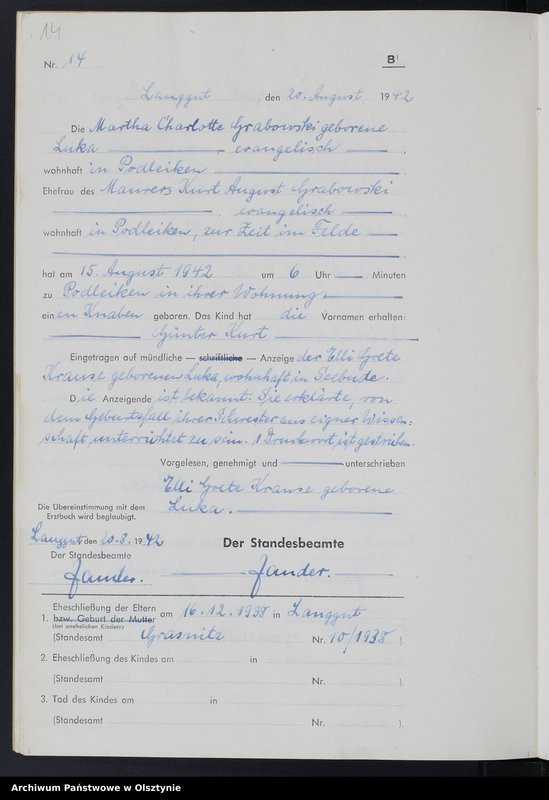 14
Nr. 14 B¹
Langgut, den 20. August 1942
Die Martha Charlotte Grabowski geborene
Luka, evangelisch,
wohnhaft in Podleiken
Ehefrau des Maurers Kurt August Grabowski
, evangelisch,
wohnhaft in Podleiken, zur Zeit im Felde
hat am 15. August 1942 um 6 Uhr Minuten
zu Podleiken in ihrer Wohnung
einen Knaben geboren. Das Kind hat die Vornamen erhalten:
Günter Kurt
Eingetragen auf mündliche — schriftliche — Anzeige der Elli Grete
Krause geborenen Luka, wohnhaft in Seebude.
Die Anzeigende ist bekannt. Sie erklärte, von
dem Geburtsfall ihrer Schwester aus eigner Wissen=
schaft unterrichtet zu sein. 1 Druckwort ist gestrichen.
Vorgelesen, genehmigt und unterschrieben
Elli Grete Krause geborene
Luka.
Die Übereinstimmung mit dem
Erstbuch wird beglaubigt.
Langgut, den 20.8.1942
Der Standesbeamte
Der Standesbeamte
Jander. Jander.
Eheschließung der Eltern
1. bzw. Geburt der Mutter am 16.12.1938 in Langgut
(bei unehelichen Kindern)
(Standesamt Grasnitz Nr. 10/1938).
2. Eheschließung des Kindes am in
(Standesamt Nr. ).
3. Tod des Kindes am in
(Standesamt Nr. ).
Archiwum Państwowe w Olsztynie